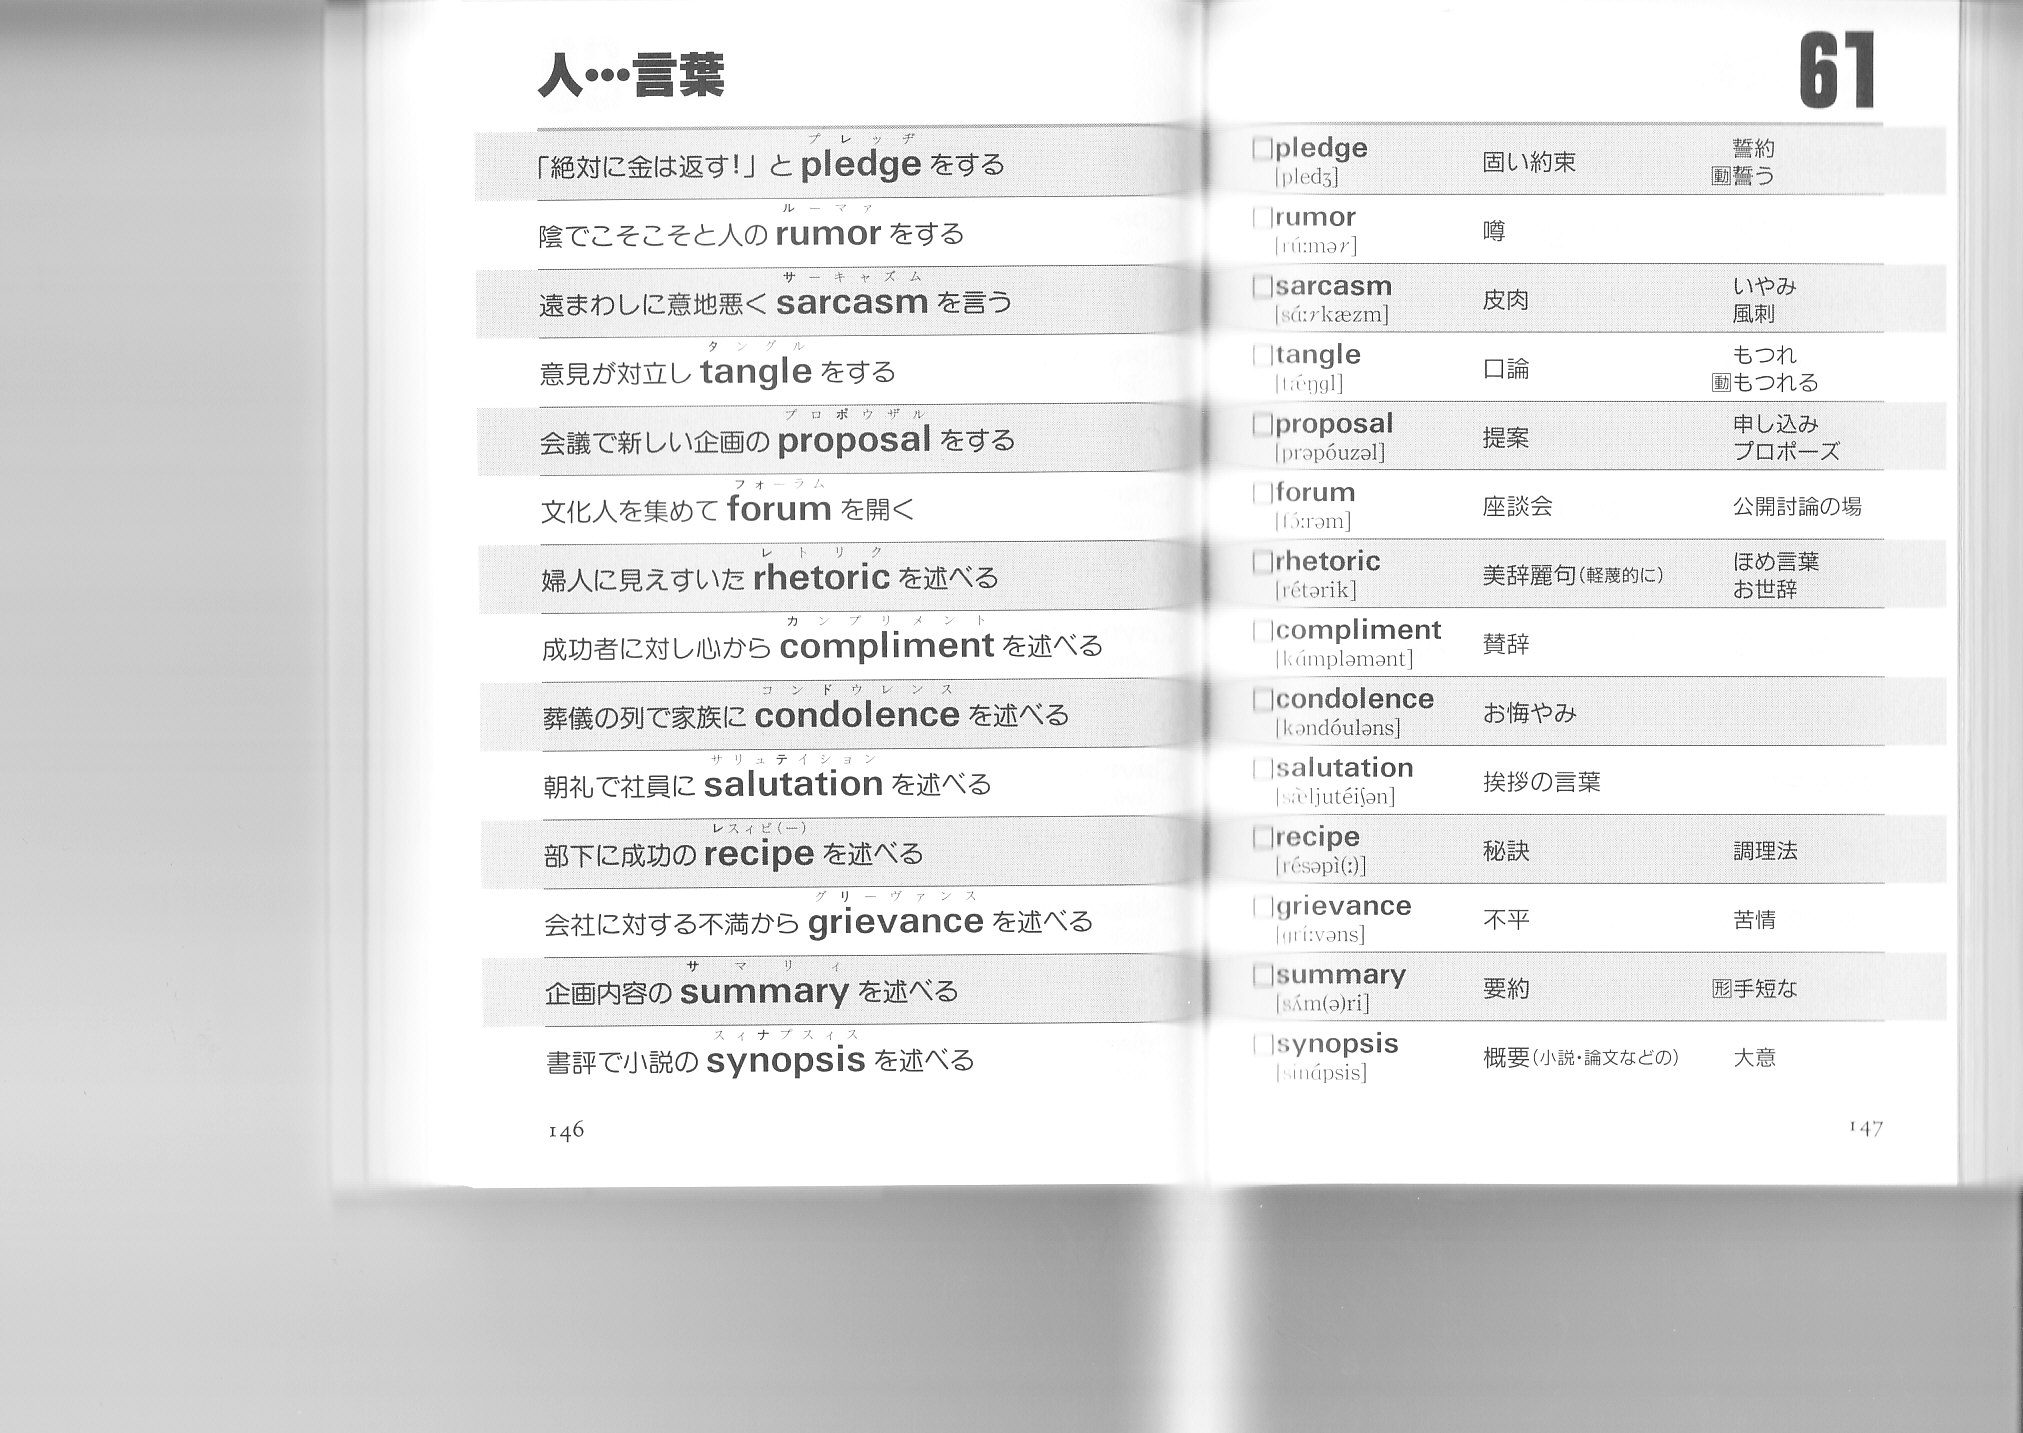 人…言葉
プレッヂ
「絶対に金は返す!」と pledge をする
ルーマァ
陰でこそこそと人の rumor をする
サーキャズム
遠まわしに意地悪く sarcasm を言う
タングル
意見が対立し tangle をする
プロポウザル
会議で新しい企画の proposal をする
フォーラム
文化人を集めて forum を開く
レトリク
婦人に見えすいた rhetoric を述べる
カンプリメント
成功者に対し心から compliment を述べる
コンドウレンス
葬儀の列で家族に condolence を述べる
サリュテイション
朝礼で社員に salutation を述べる
レスィピ(ー)
部下に成功の recipe を述べる
グリーヴァンス
会社に対する不満から grievance を述べる
サマリィ
企画内容の summary を述べる
スィナプスィス
書評で小説の synopsis を述べる
146
61
pledge 固い約束 誓約
[pledʒ] 動誓う
rumor 噂
[rú:mər]
sarcasm 皮肉 いやみ
[sá:rkæzm] 風刺
tangle 口論 もつれ
[tǽŋgl] 動もつれる
proposal 提案 申し込み
[prəpóuzəl] プロポーズ
forum 座談会 公開討論の場
[fɔ́:rəm]
rhetoric 美辞麗句(軽蔑的に) ほめ言葉
[rétərik] お世辞
compliment 賛辞
[kámpləmənt]
condolence お悔やみ
[kəndóuləns]
salutation 挨拶の言葉
[sæ̀ljutéiʃən]
recipe 秘訣 調理法
[résəpì(:)]
grievance 不平 苦情
[grí:vəns]
summary 要約 形手短な
[sʌ́m(ə)ri]
synopsis 概要(小説・論文などの) 大意
[sinápsis]
147